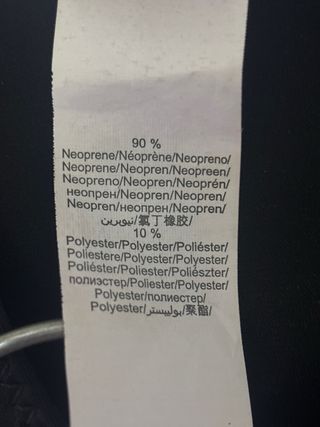 90 %
Neoprene/Néoprène/Neopreno/
Neoprene/Neopren/Neopreen/
Neopreno/Neopren/Neoprén/
неопрен/Neopren/Neopren/
Neopren/неопрен/Neopren/
نيوبرين/氯丁橡胶/
10 %
Polyester/Polyester/Poliéster/
Poliestere/Polyester/Polyester/
Poliéster/Poliester/Poliészter/
полиэстер/Poliester/Polyester/
Polyester/полиестер/
Polyester/بوليستر/聚酯/